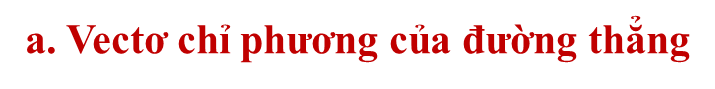 a. Vectơ chỉ phương của đường thẳng